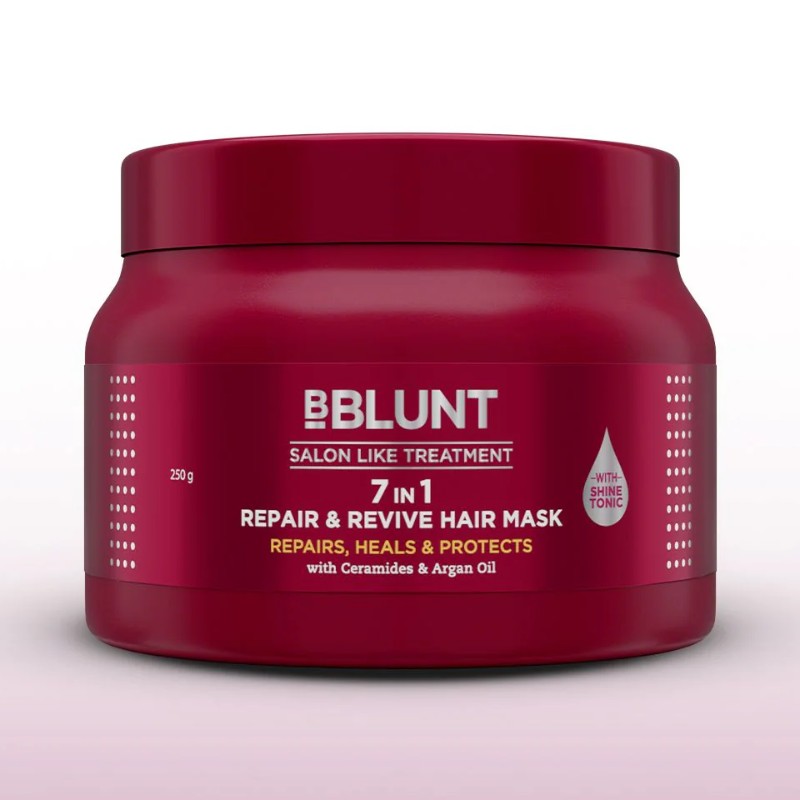 BBLUNT
SALON LIKE TREATMENT
7 IN 1
REPAIR & REVIVE HAIR MASK
REPAIRS, HEALS & PROTECTS
with Ceramides & Argan Oil
250 g
-WITH-
SHINE
TONIC